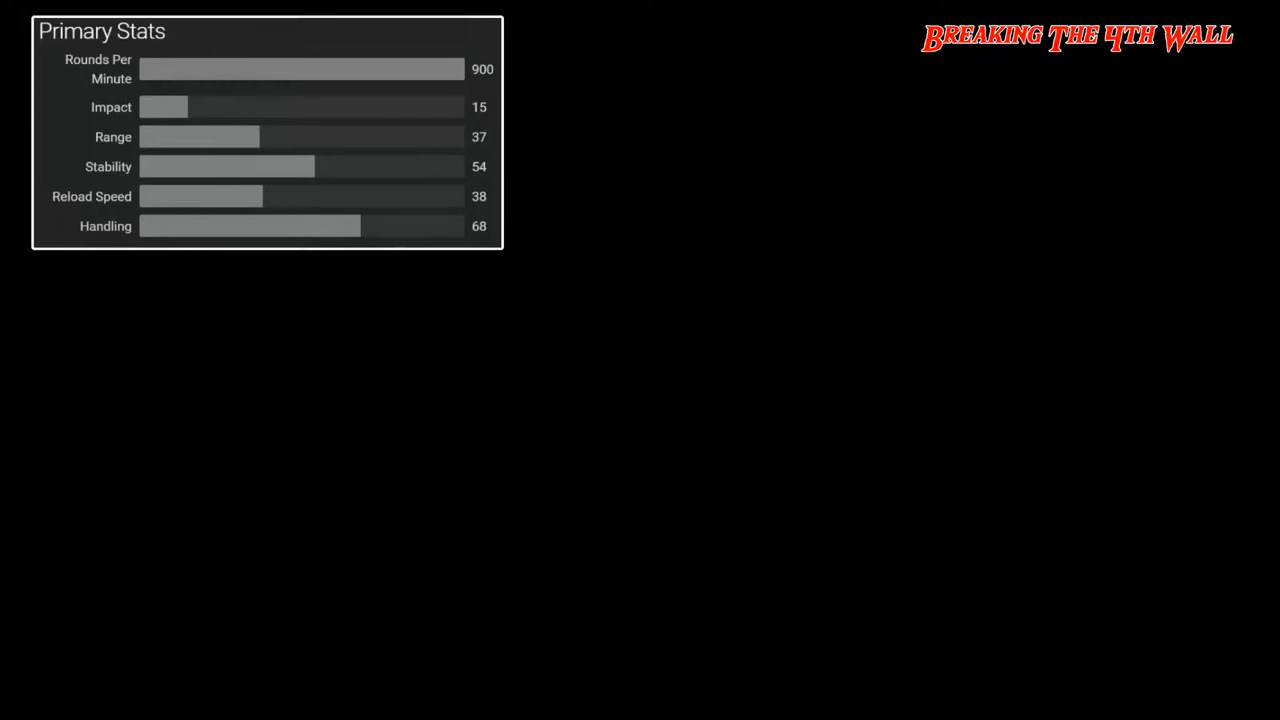 Primary Stats
Breaking The 4th Wall
Rounds Per
Minute
900
Impact 15
Range 37
Stability 54
Reload Speed 38
Handling 68